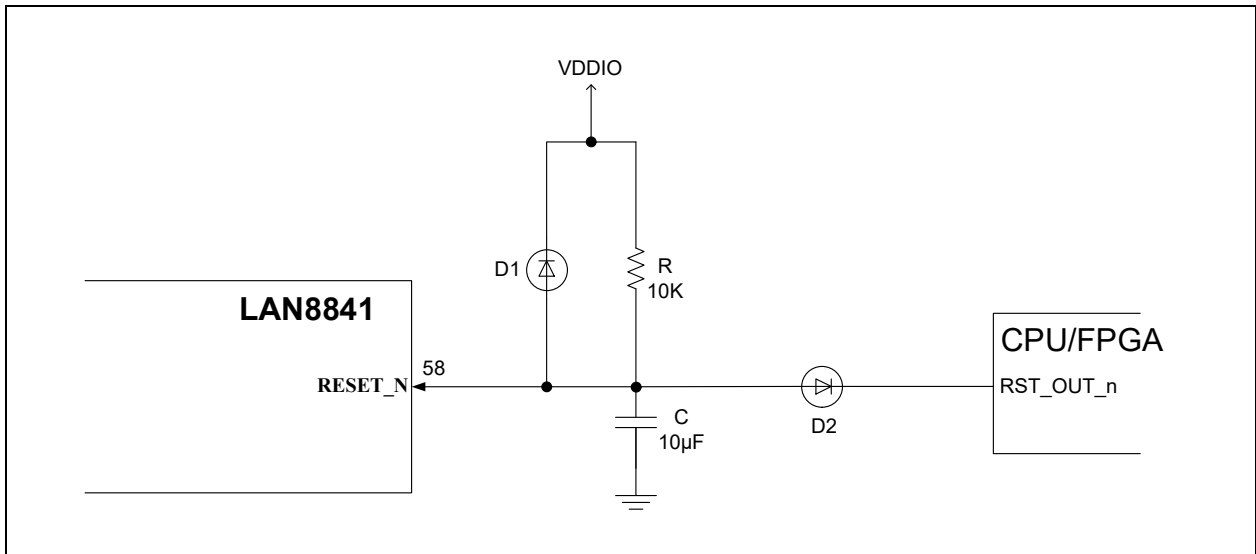 VDDIO
D1
R
10K
LAN8841
58
RESET_N
CPU/FPGA
RST_OUT_n
D2
C
10µF